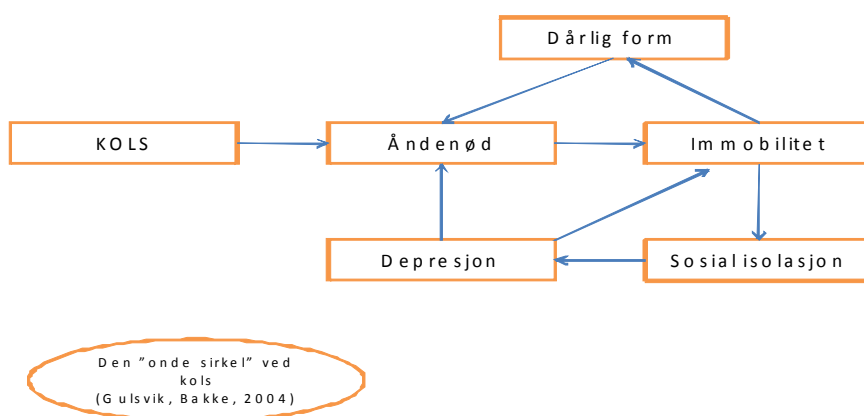 Dårlig form
KOLS
Åndenød
Immobilitet
Depresjon
Sosial isolasjon
Den ”onde sirkel” ved
kols
(Gulsvik, Bakke, 2004)